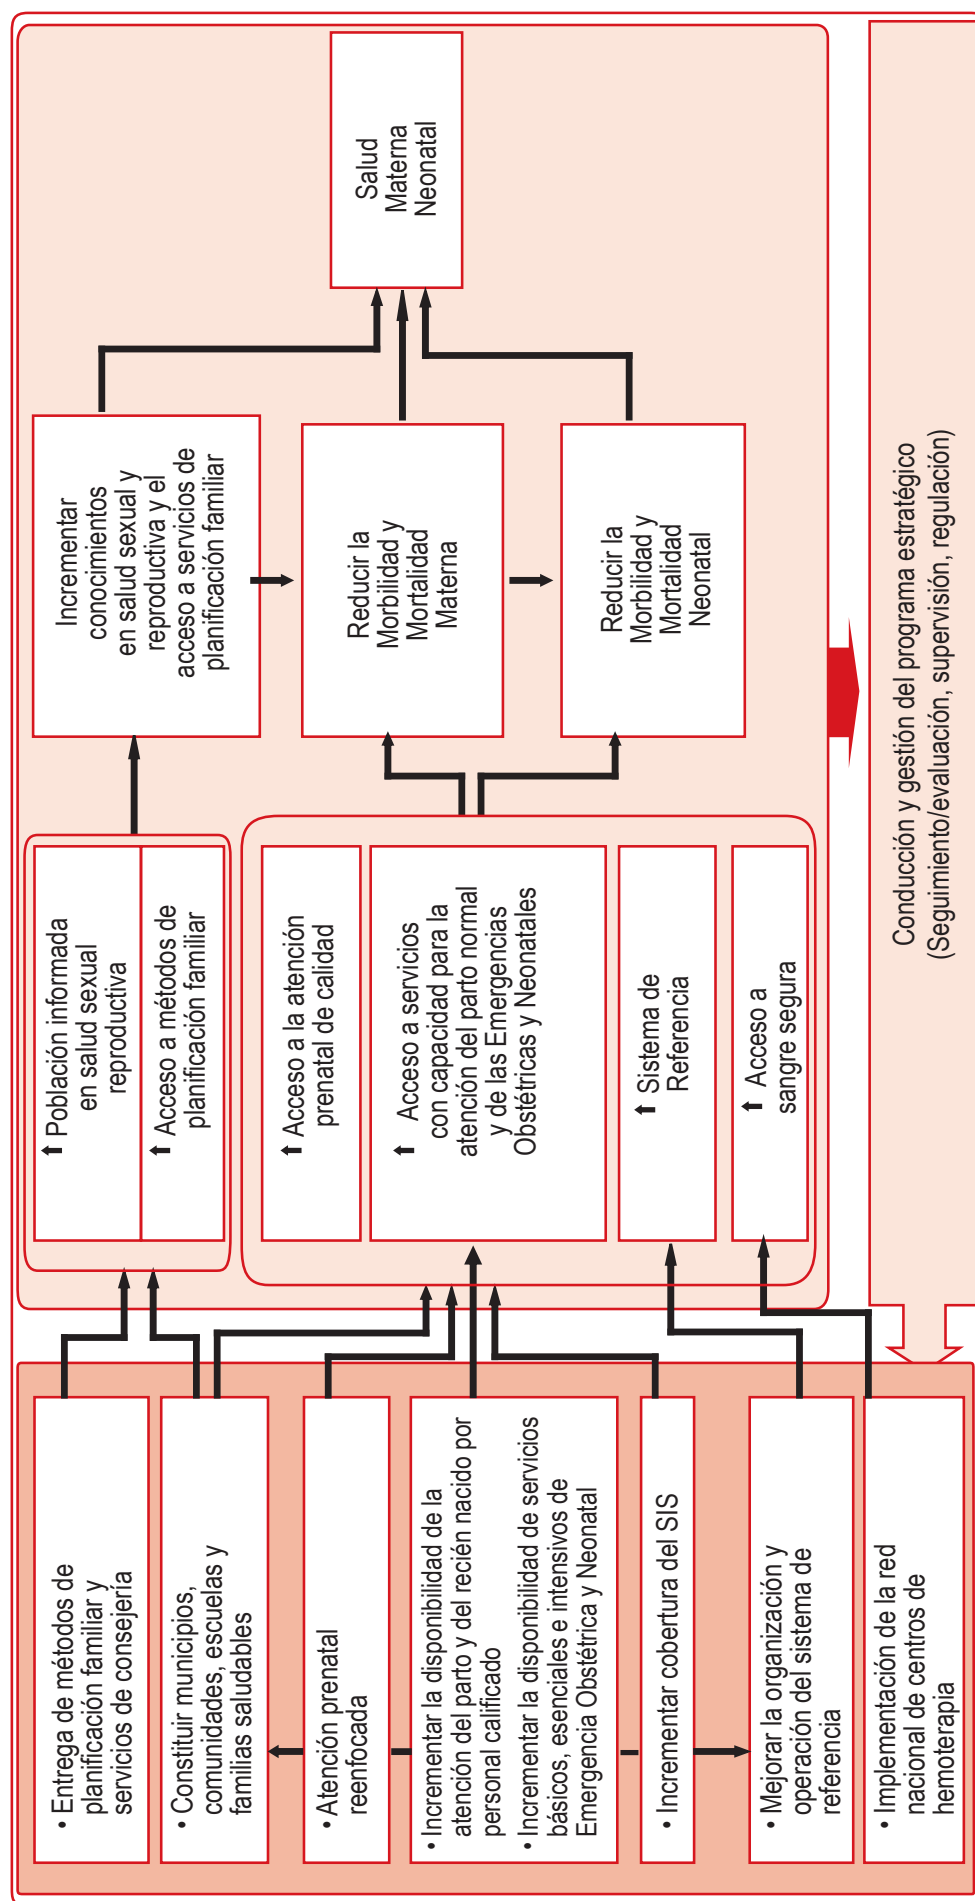 • Entrega de métodos de
planificación familiar y
servicios de consejería
• Constituir municipios,
comunidades, escuelas y
familias saludables
• Atención prenatal
reenfocada
• Incrementar la disponibilidad de la
atención del parto y del recién nacido por
personal calificado
• Incrementar la disponibilidad de servicios
básicos, esenciales e intensivos de
Emergencia Obstétrica y Neonatal
• Incrementar cobertura del SIS
• Mejorar la organización y
operación del sistema de
referencia
• Implementación de la red
nacional de centros de
hemoterapia
Población informada
en salud sexual
reproductiva
Acceso a métodos de
planificación familiar
Acceso a la atención
prenatal de calidad
Acceso a servicios
con capacidad para la
atención del parto normal
y de las Emergencias
Obstétricas y Neonatales
Sistema de
Referencia
Acceso a
sangre segura
Incrementar
conocimientos
en salud sexual y
reproductiva y el
acceso a servicios de
planificación familiar
Reducir la
Morbilidad y
Mortalidad
Materna
Reducir la
Morbilidad y
Mortalidad
Neonatal
Salud
Materna
Neonatal
Conducción y gestión del programa estratégico
(Seguimiento/evaluación, supervisión, regulación)